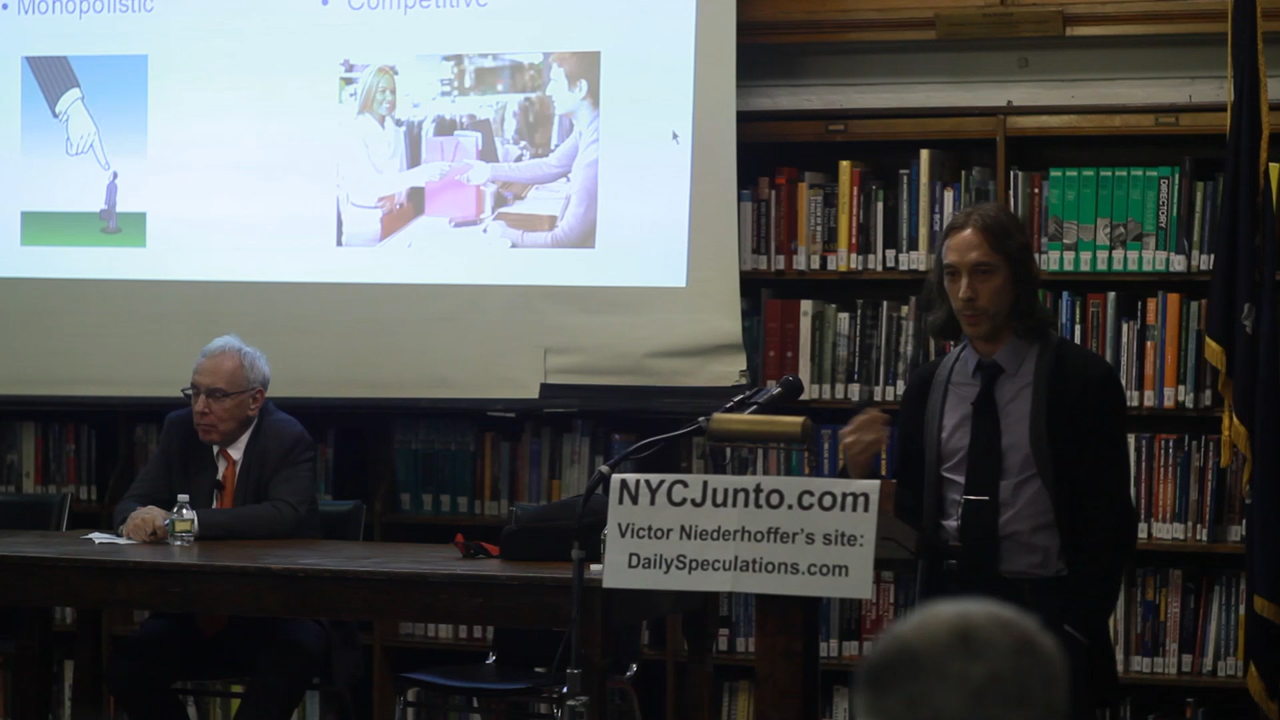 • Monopolistic
• Competitive
DIRECTORY
NYCJunto.com
Victor Niederhoffer's site:
DailySpeculations.com